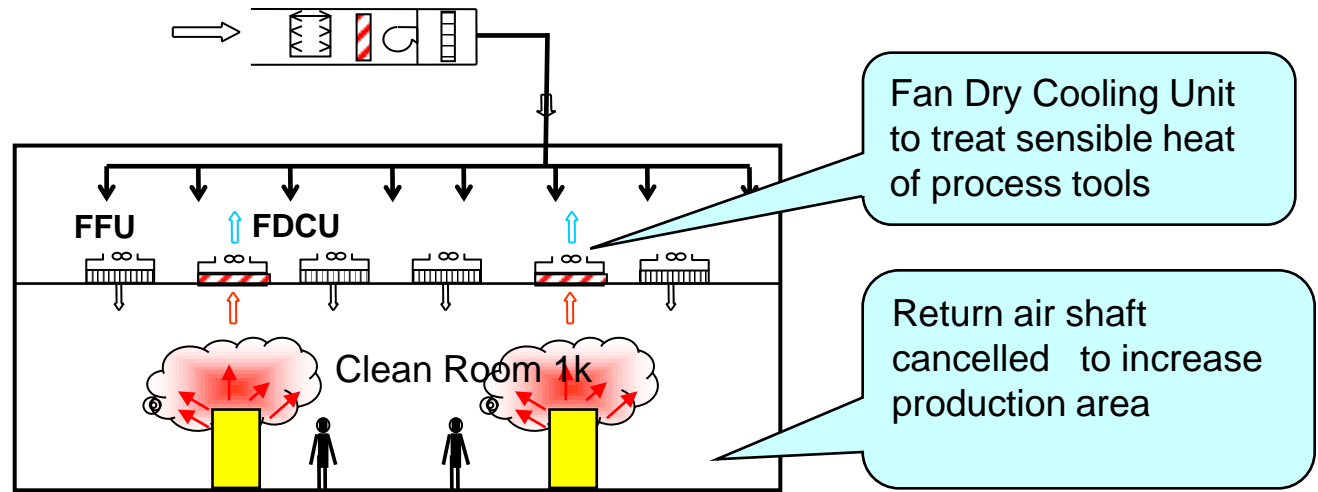 Fan Dry Cooling Unit
to treat sensible heat
of process tools
FFU
FDCU
Clean Room 1k
Return air shaft
cancelled to increase
production area